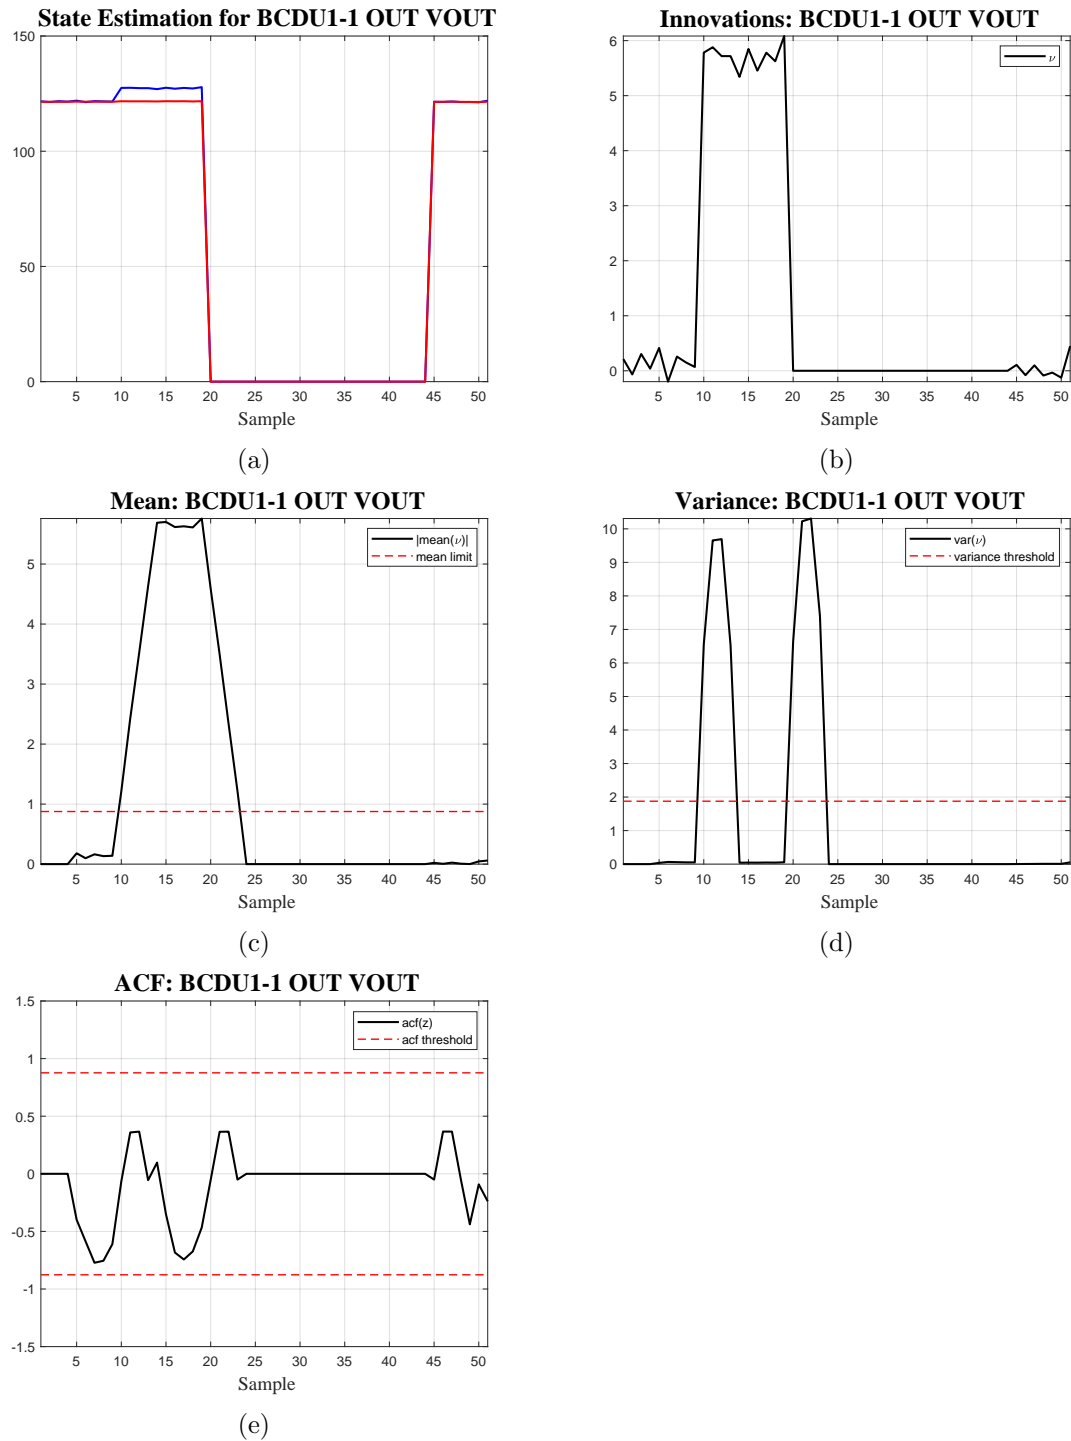 State Estimation for BCDU1-1 OUT VOUT
150
100
50
0
5 10 15 20 25 30 35 40 45 50
Sample
(a)
Innovations: BCDU1-1 OUT VOUT
ν
6
5
4
3
2
1
0
5 10 15 20 25 30 35 40 45 50
Sample
(b)
Mean: BCDU1-1 OUT VOUT
|mean(ν)|
mean limit
5
4
3
2
1
0
5 10 15 20 25 30 35 40 45 50
Sample
(c)
Variance: BCDU1-1 OUT VOUT
var(ν)
variance threshold
10
9
8
7
6
5
4
3
2
1
0
5 10 15 20 25 30 35 40 45 50
Sample
(d)
ACF: BCDU1-1 OUT VOUT
acf(z)
acf threshold
1.5
1
0.5
0
-0.5
-1
-1.5
5 10 15 20 25 30 35 40 45 50
Sample
(e)